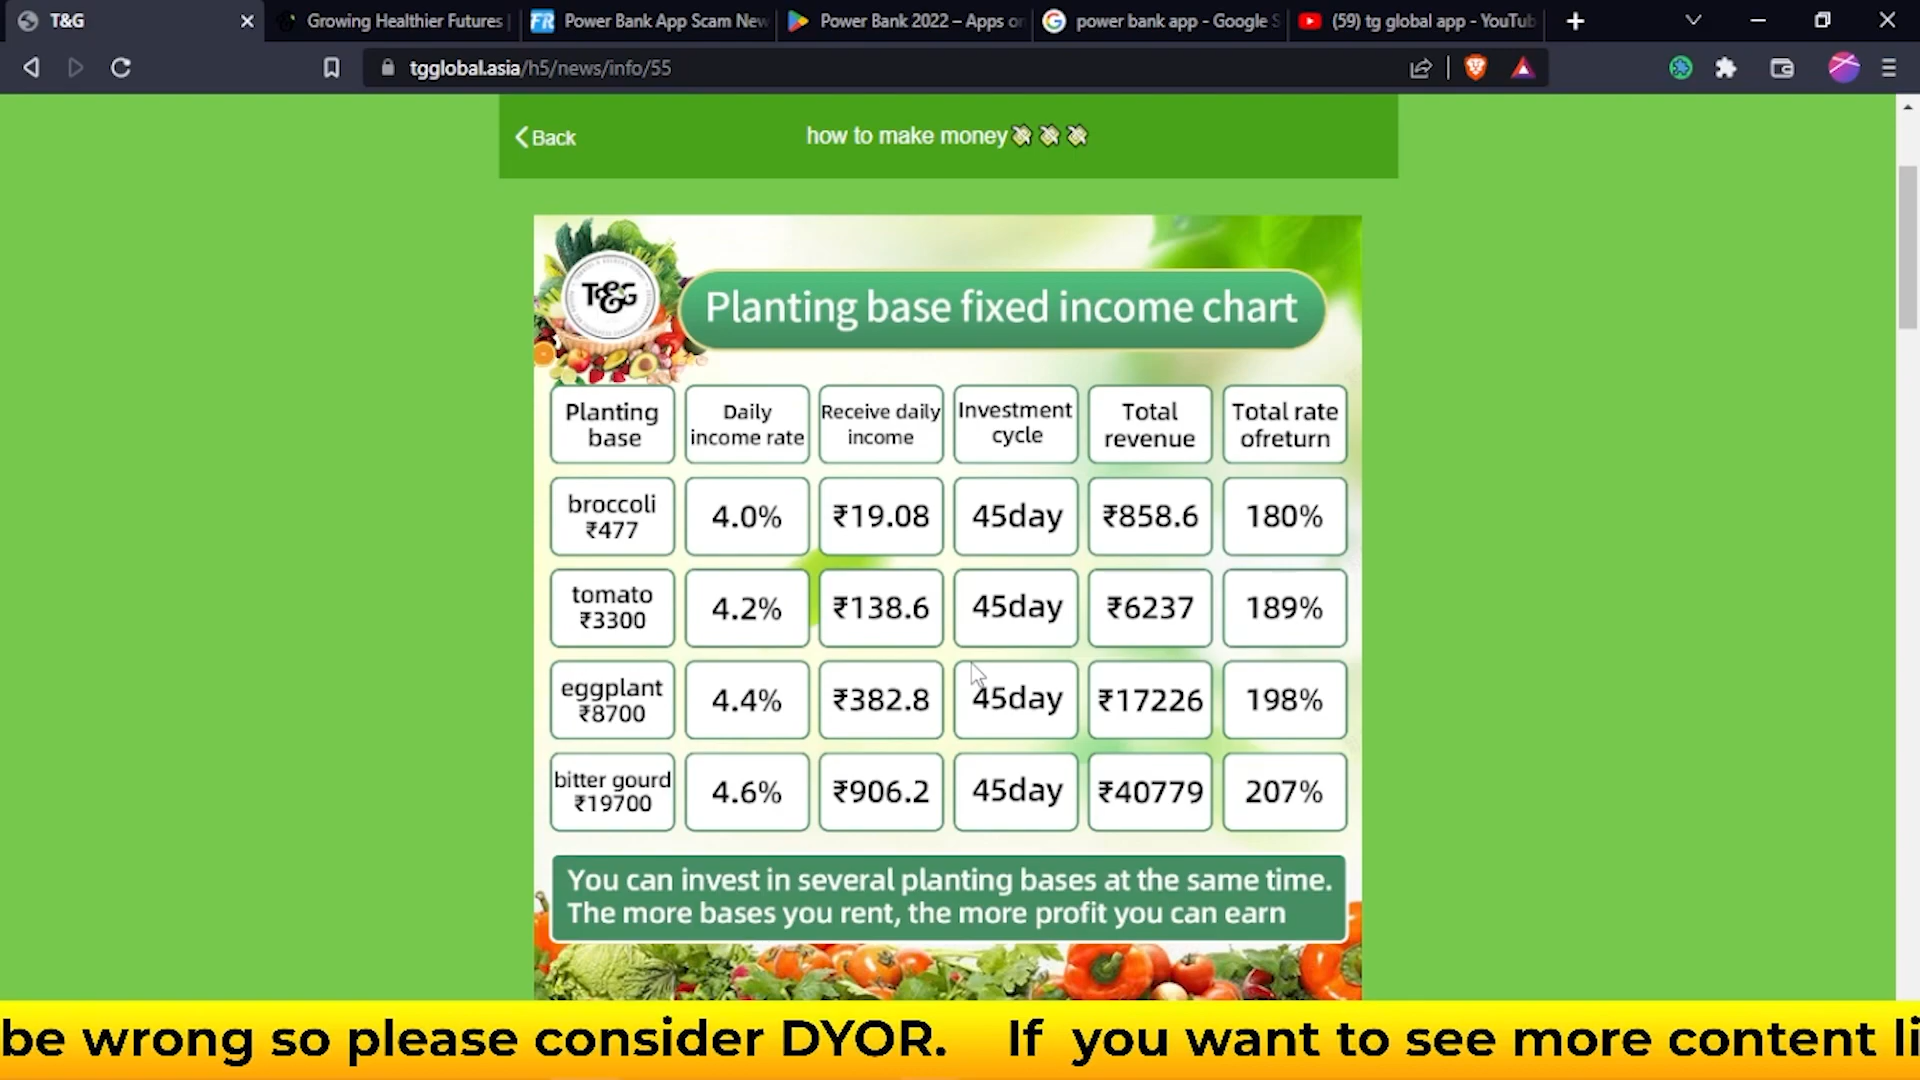 T&G
Growing Healthier Futures |
Power Bank App Scam New
Power Bank 2022 – Apps on
power bank app - Google S
(59) tg global app - YouTub
tgglobal.asia/h5/news/info/55
Back
how to make money
T&G
Planting base fixed income chart
Planting base
Daily income rate
Receive daily income
Investment cycle
Total revenue
Total rate ofreturn
broccoli ₹477
4.0%
₹19.08
45day
₹858.6
180%
tomato ₹3300
4.2%
₹138.6
45day
₹6237
189%
eggplant ₹8700
4.4%
₹382.8
45day
₹17226
198%
bitter gourd ₹19700
4.6%
₹906.2
45day
₹40779
207%
You can invest in several planting bases at the same time.
The more bases you rent, the more profit you can earn
be wrong so please consider DYOR. If you want to see more content li